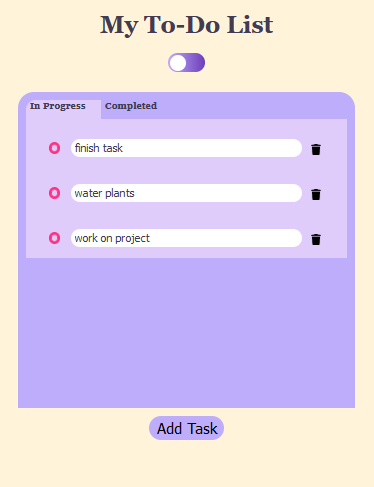 My To-Do List
In Progress Completed
finish task
water plants
work on project
Add Task